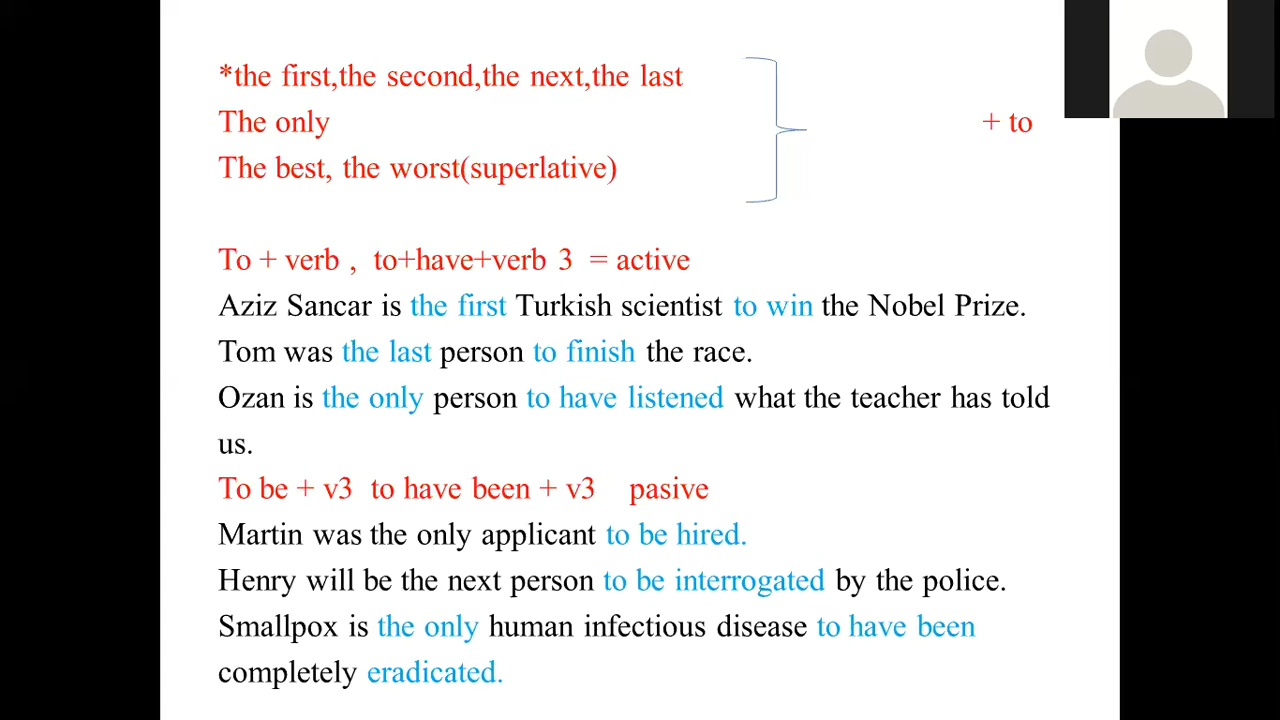 *the first,the second,the next,the last
The only + to
The best, the worst(superlative)
To + verb , to+have+verb 3 = active
Aziz Sancar is the first Turkish scientist to win the Nobel Prize.
Tom was the last person to finish the race.
Ozan is the only person to have listened what the teacher has told
us.
To be + v3 to have been + v3 pasive
Martin was the only applicant to be hired.
Henry will be the next person to be interrogated by the police.
Smallpox is the only human infectious disease to have been
completely eradicated.